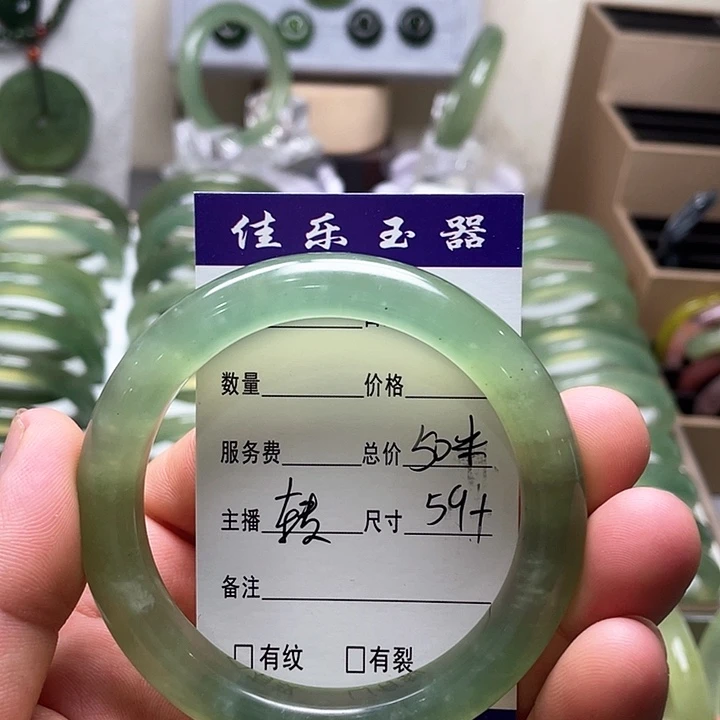 佳乐玉器
数量 价格
服务费 总价 50米
主播 转 尺寸 59+
备注
□有纹 □有裂